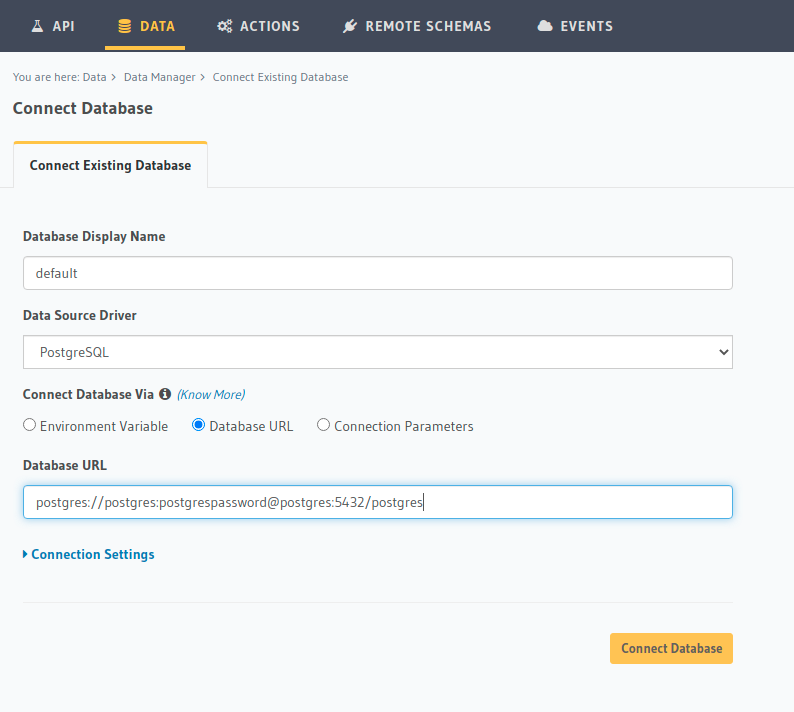 API DATA ACTIONS REMOTE SCHEMAS EVENTS
You are here: Data > Data Manager > Connect Existing Database
Connect Database
Connect Existing Database
Database Display Name
default
Data Source Driver
PostgreSQL
Connect Database Via (Know More)
Environment Variable Database URL Connection Parameters
Database URL
postgres://postgres:postgrespassword@postgres:5432/postgres
Connection Settings
Connect Database